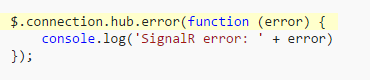 $.connection.hub.error(function (error) {
    console.log('SignalR error: ' + error)
});